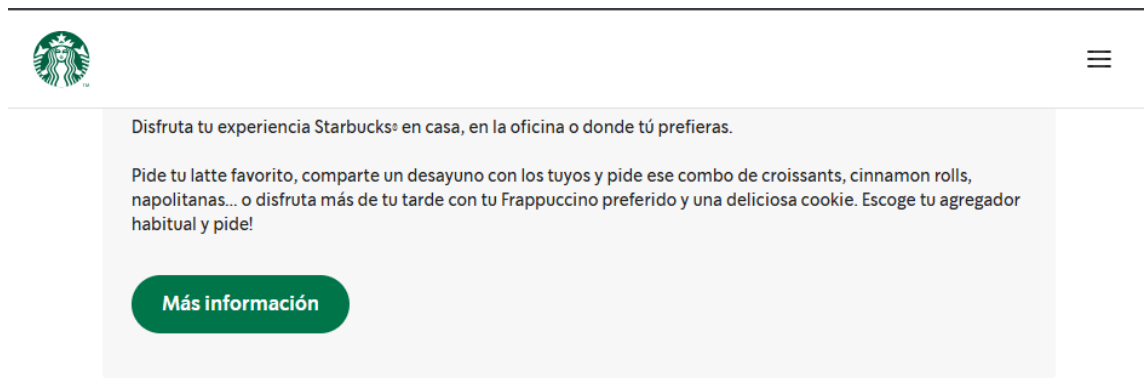 Disfruta tu experiencia Starbucks® en casa, en la oficina o donde tú prefieras.
Pide tu latte favorito, comparte un desayuno con los tuyos y pide ese combo de croissants, cinnamon rolls,
napolitanas... o disfruta más de tu tarde con tu Frappuccino preferido y una deliciosa cookie. Escoge tu agregador
habitual y pide!
Más información